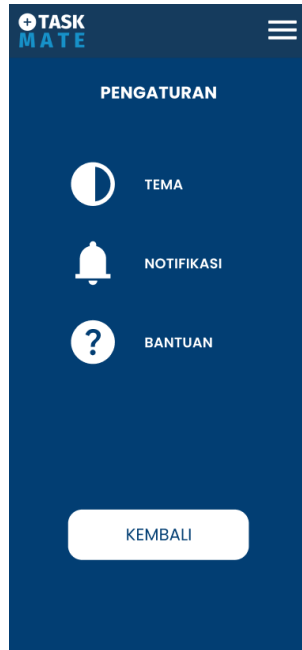 TASK
MATE
PENGATURAN
TEMA
NOTIFIKASI
? BANTUAN
KEMBALI